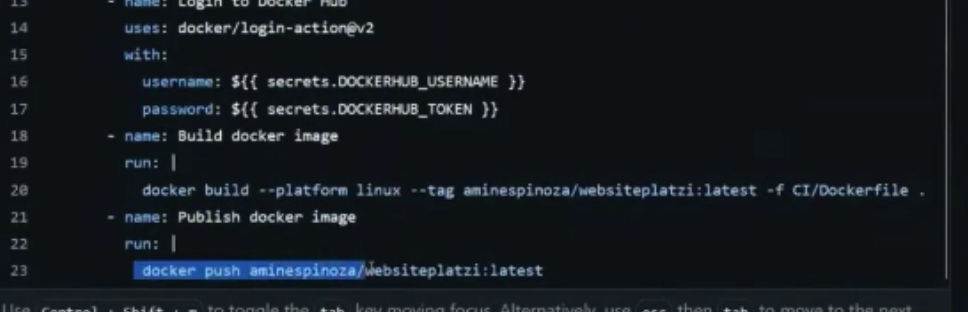 13 - name: Login to Docker Hub
14 uses: docker/login-action@v2
15 with:
16 username: ${{ secrets.DOCKERHUB_USERNAME }}
17 password: ${{ secrets.DOCKERHUB_TOKEN }}
18 - name: Build docker image
19 run: |
20 docker build --platform linux --tag aminespinoza/websiteplatzi:latest -f CI/Dockerfile .
21 - name: Publish docker image
22 run: |
23 docker push aminespinoza/websiteplatzi:latest
Use Control + Shift + m to toggle the tab key moving focus. Alternatively, use esc then tab to move to the next